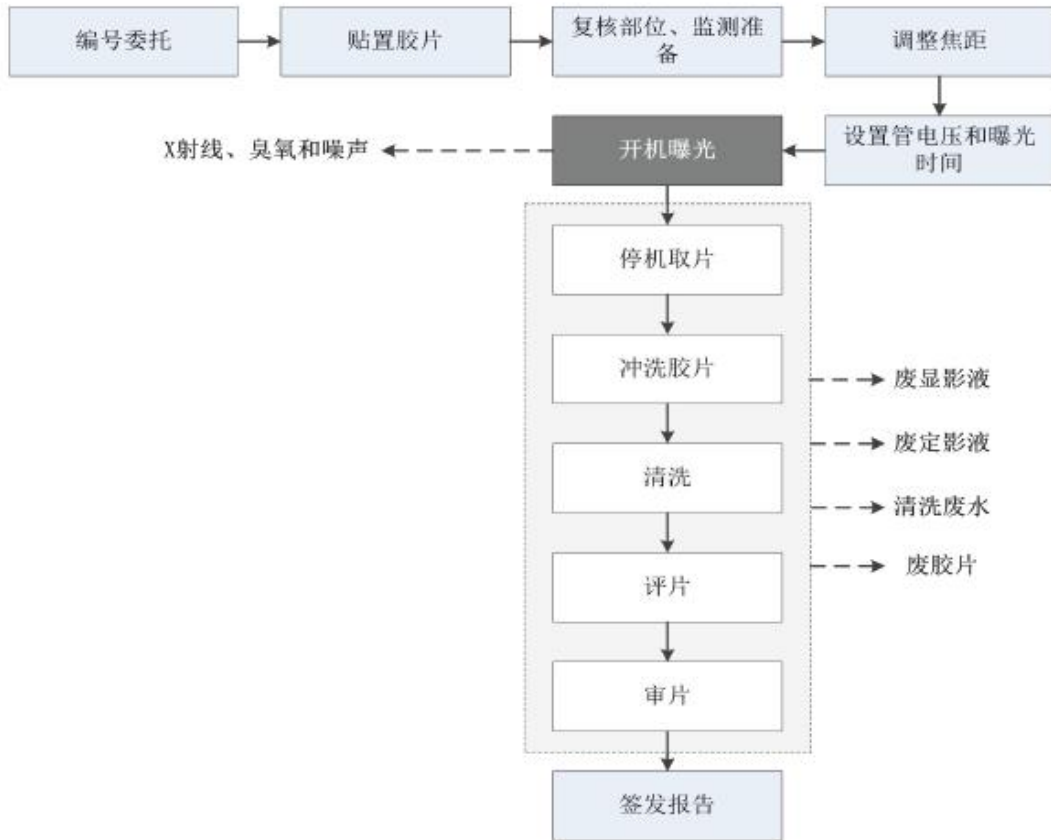 编号委托
贴置胶片
复核部位、监测准
备
调整焦距
X射线、臭氧和噪声
开机曝光
设置管电压和曝光
时间
停机取片
冲洗胶片
废显影液
废定影液
清洗
清洗废水
废胶片
评片
审片
签发报告